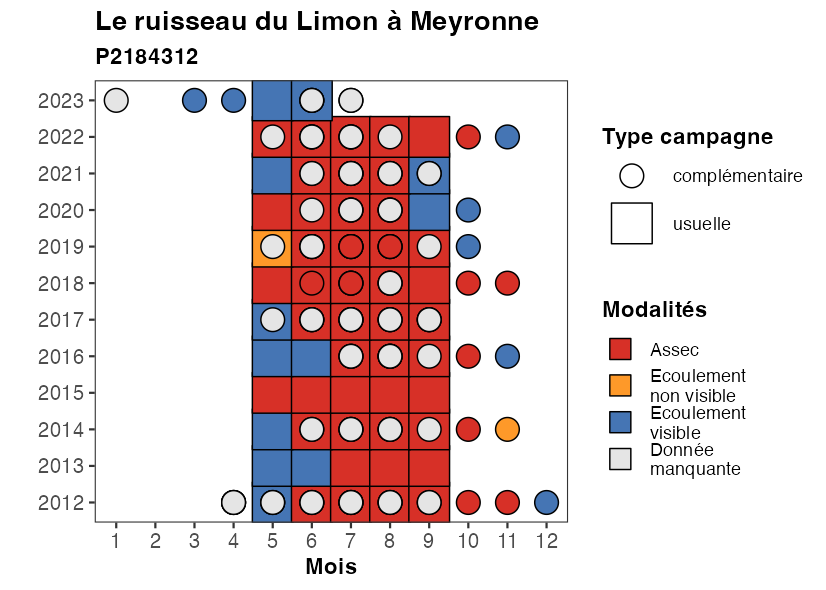 Le ruisseau du Limon à Meyronne
P2184312
2023
2022
2021
2020
2019
2018
2017
2016
2015
2014
2013
2012
1 2 3 4 5 6 7 8 9 10 11 12
Mois
Type campagne
complémentaire
usuelle
Modalités
Assec
Ecoulement
non visible
Ecoulement
visible
Donnée
manquante